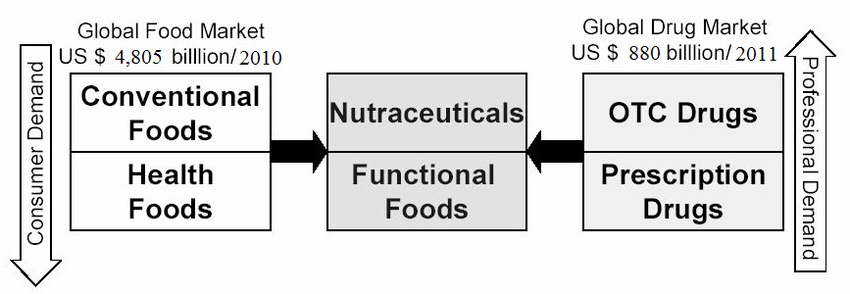 Global Food Market
US $ 4,805 billlion/2010
Global Drug Market
US $ 880 billlion/2011
Consumer Demand
Conventional
Foods
Health
Foods
Nutraceuticals
Functional
Foods
OTC Drugs
Prescription
Drugs
Professional Demand